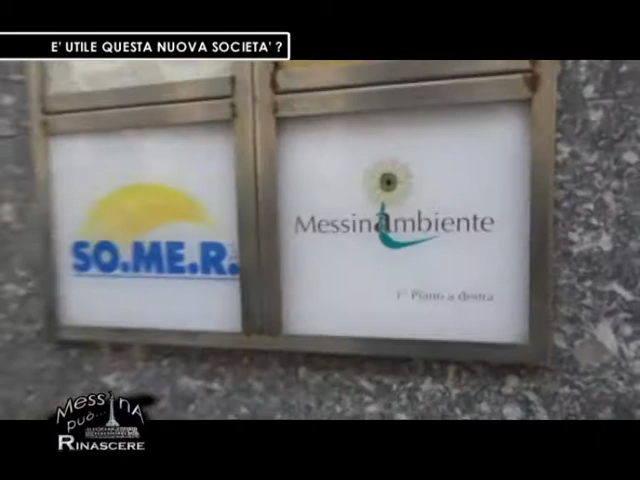 E' UTILE QUESTA NUOVA SOCIETA' ?
SO.ME.R.
Messinambiente
1° Piano a destra
Messina
può...
RINASCERE